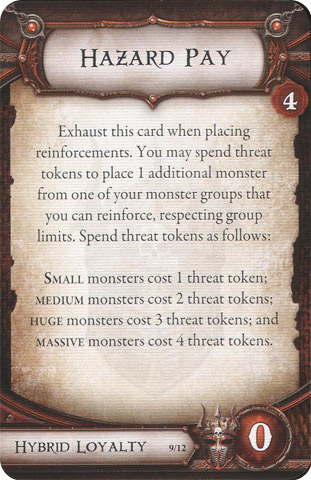 Hazard Pay
4
Exhaust this card when placing
reinforcements. You may spend threat
tokens to place 1 additional monster
from one of your monster groups that
you can reinforce, respecting group
limits. Spend threat tokens as follows:
Small monsters cost 1 threat token;
medium monsters cost 2 threat tokens;
huge monsters cost 3 threat tokens; and
massive monsters cost 4 threat tokens.
Hybrid Loyalty 9/12 0